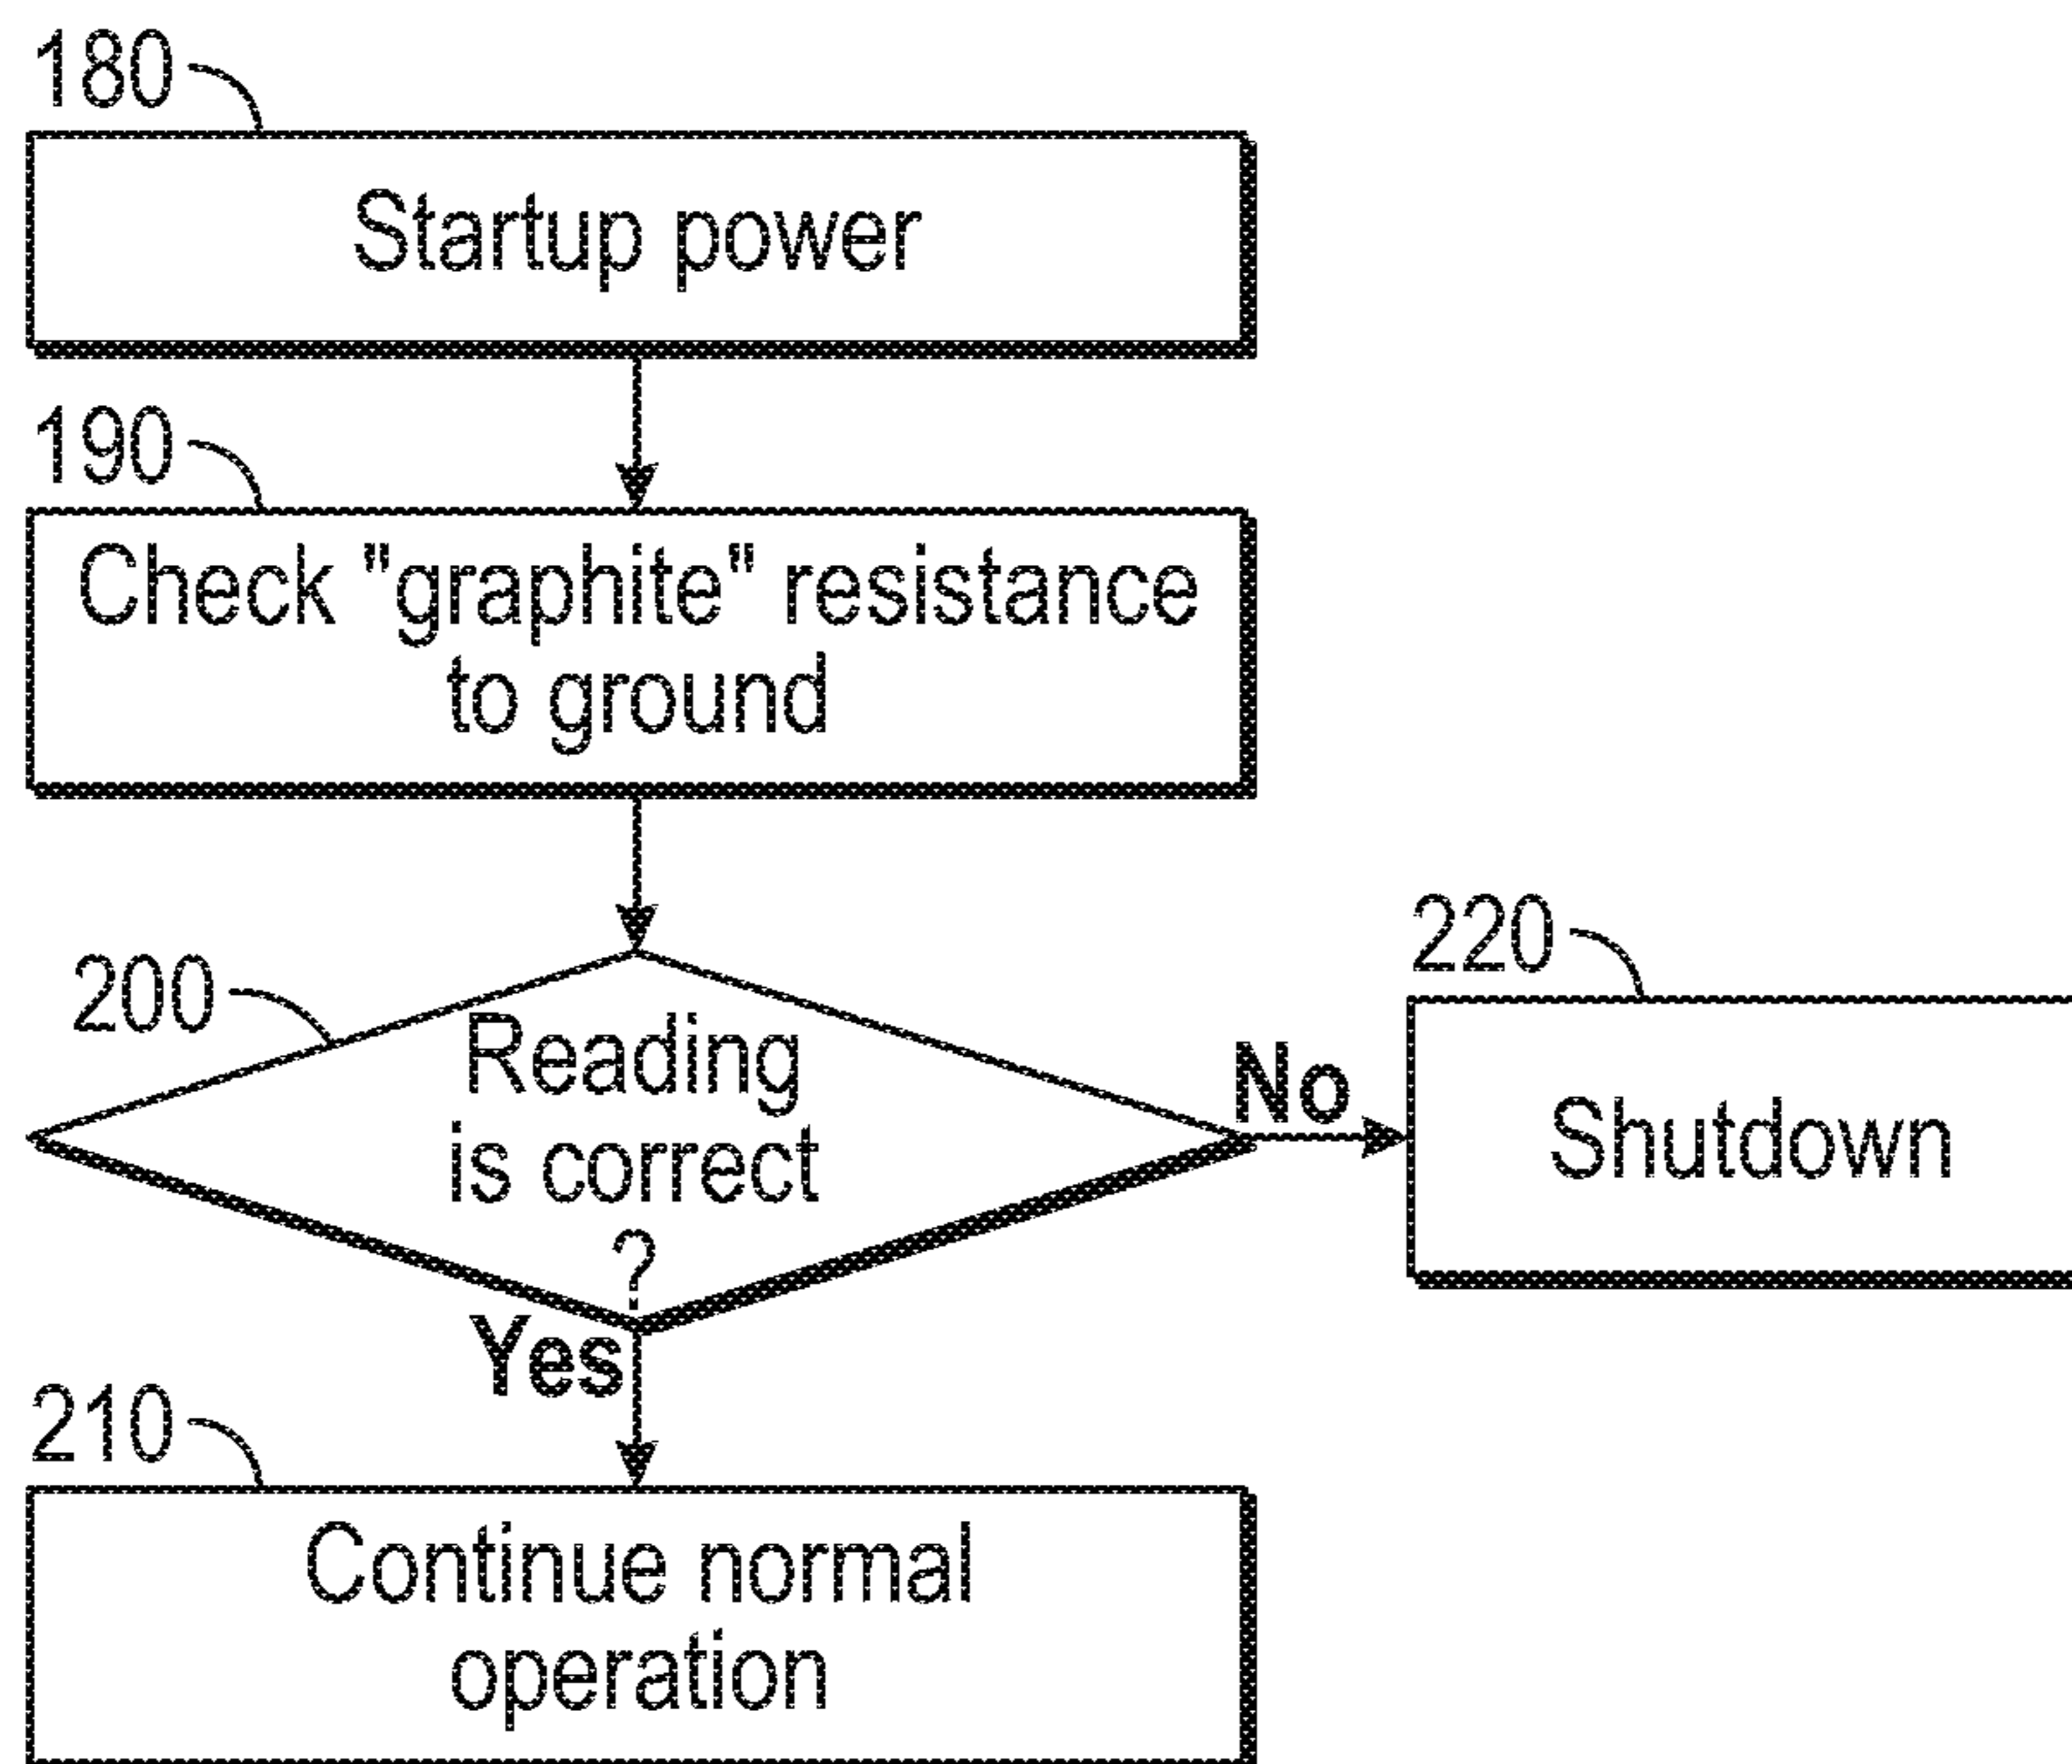 180
Startup power
190
Check "graphite" resistance
to ground
200
Reading
is correct
?
No
220
Shutdown
Yes
210
Continue normal
operation